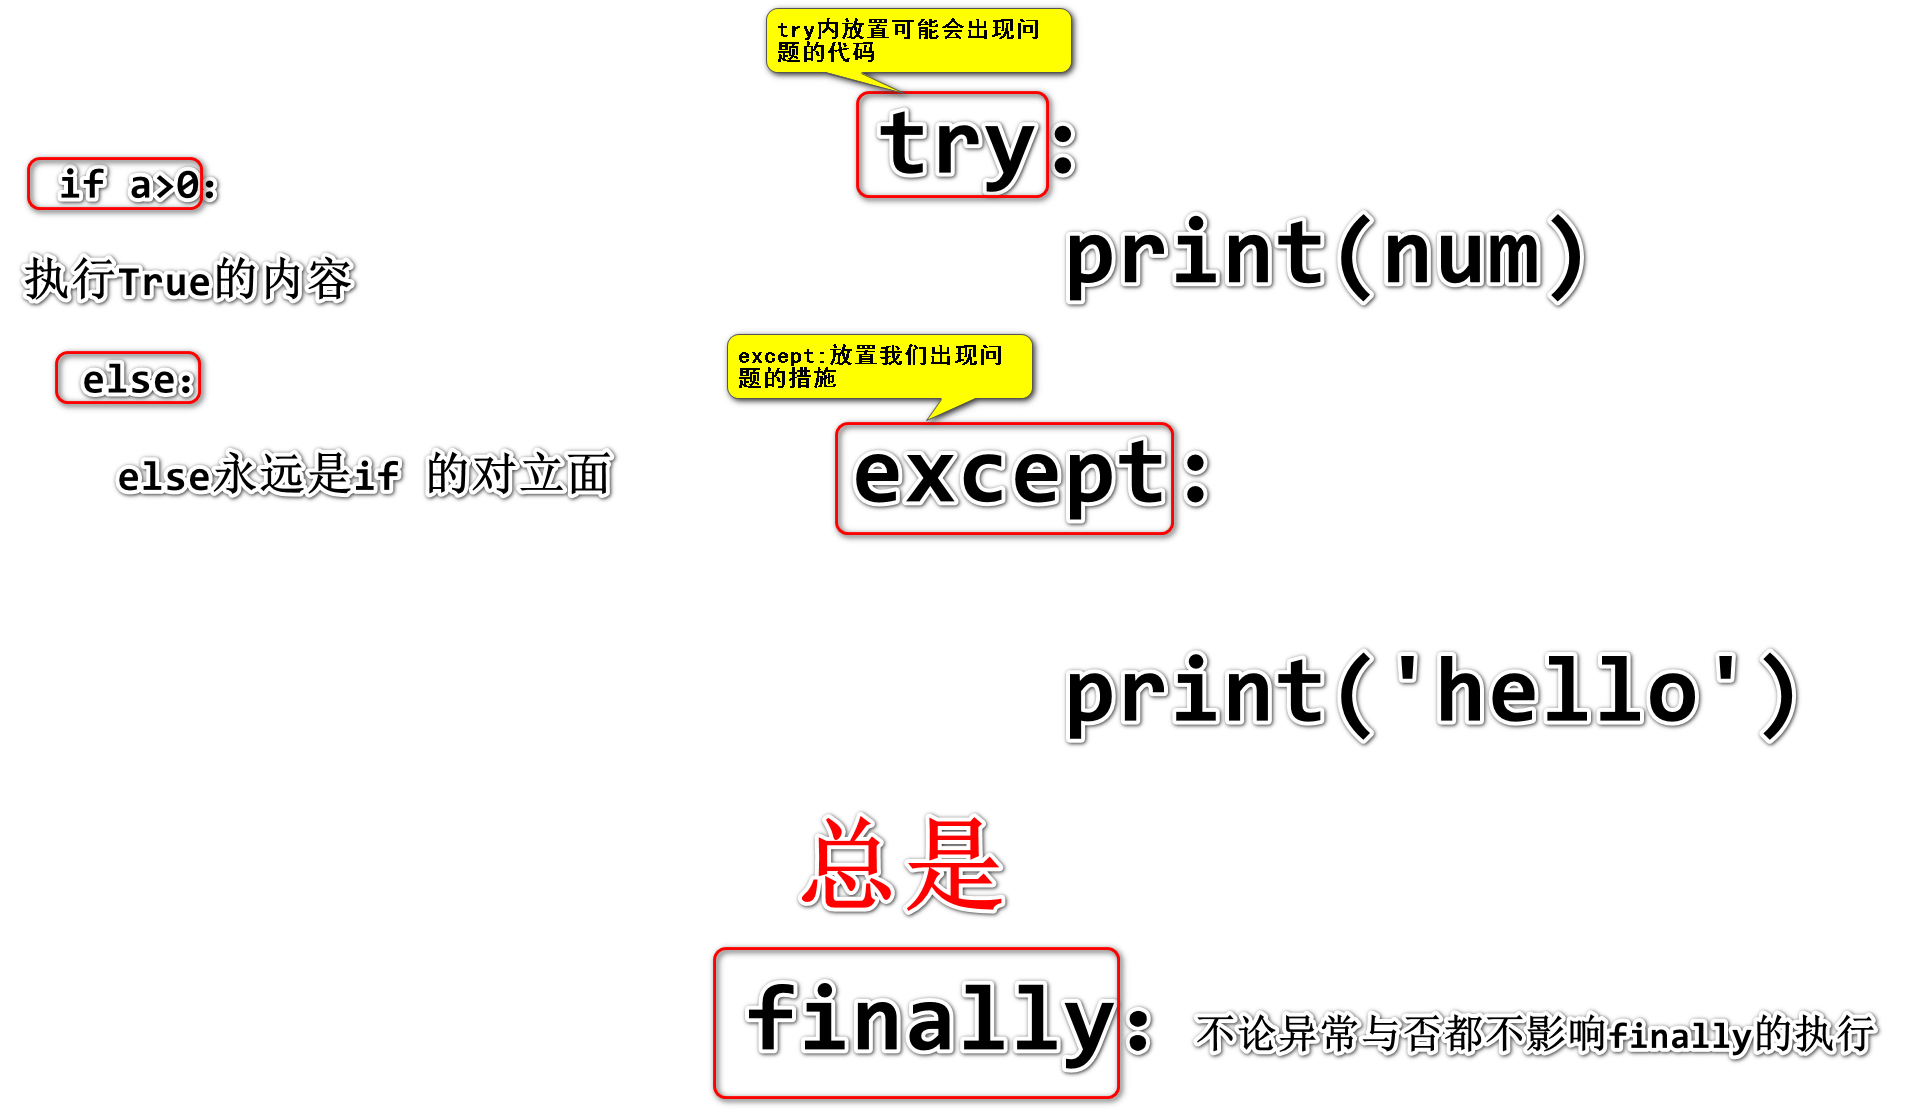 try内放置可能会出现问
题的代码
try:
if a>0:
print(num)
执行True的内容
except:放置我们出现问
题的措施
else:
except:
else永远是if 的对立面
print('hello')
总是
finally:
不论异常与否都不影响finally的执行